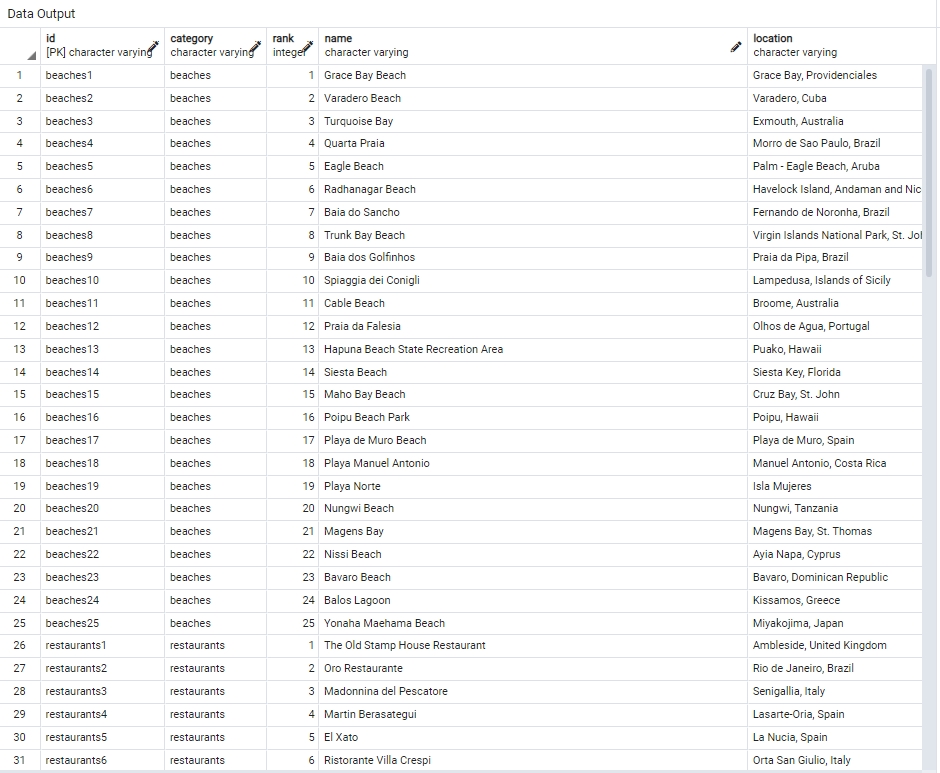 Data Output
id category rank name location
[PK] character varying character varying integer character varying character varying
1 beaches1 beaches 1 Grace Bay Beach Grace Bay, Providenciales
2 beaches2 beaches 2 Varadero Beach Varadero, Cuba
3 beaches3 beaches 3 Turquoise Bay Exmouth, Australia
4 beaches4 beaches 4 Quarta Praia Morro de Sao Paulo, Brazil
5 beaches5 beaches 5 Eagle Beach Palm - Eagle Beach, Aruba
6 beaches6 beaches 6 Radhanagar Beach Havelock Island, Andaman and Nic
7 beaches7 beaches 7 Baia do Sancho Fernando de Noronha, Brazil
8 beaches8 beaches 8 Trunk Bay Beach Virgin Islands National Park, St. Joh
9 beaches9 beaches 9 Baia dos Golfinhos Praia da Pipa, Brazil
10 beaches10 beaches 10 Spiaggia dei Conigli Lampedusa, Islands of Sicily
11 beaches11 beaches 11 Cable Beach Broome, Australia
12 beaches12 beaches 12 Praia da Falesia Olhos de Agua, Portugal
13 beaches13 beaches 13 Hapuna Beach State Recreation Area Puako, Hawaii
14 beaches14 beaches 14 Siesta Beach Siesta Key, Florida
15 beaches15 beaches 15 Maho Bay Beach Cruz Bay, St. John
16 beaches16 beaches 16 Poipu Beach Park Poipu, Hawaii
17 beaches17 beaches 17 Playa de Muro Beach Playa de Muro, Spain
18 beaches18 beaches 18 Playa Manuel Antonio Manuel Antonio, Costa Rica
19 beaches19 beaches 19 Playa Norte Isla Mujeres
20 beaches20 beaches 20 Nungwi Beach Nungwi, Tanzania
21 beaches21 beaches 21 Magens Bay Magens Bay, St. Thomas
22 beaches22 beaches 22 Nissi Beach Ayia Napa, Cyprus
23 beaches23 beaches 23 Bavaro Beach Bavaro, Dominican Republic
24 beaches24 beaches 24 Balos Lagoon Kissamos, Greece
25 beaches25 beaches 25 Yonaha Maehama Beach Miyakojima, Japan
26 restaurants1 restaurants 1 The Old Stamp House Restaurant Ambleside, United Kingdom
27 restaurants2 restaurants 2 Oro Restaurante Rio de Janeiro, Brazil
28 restaurants3 restaurants 3 Madonnina del Pescatore Senigallia, Italy
29 restaurants4 restaurants 4 Martin Berasategui Lasarte-Oria, Spain
30 restaurants5 restaurants 5 El Xato La Nucia, Spain
31 restaurants6 restaurants 6 Ristorante Villa Crespi Orta San Giulio, Italy